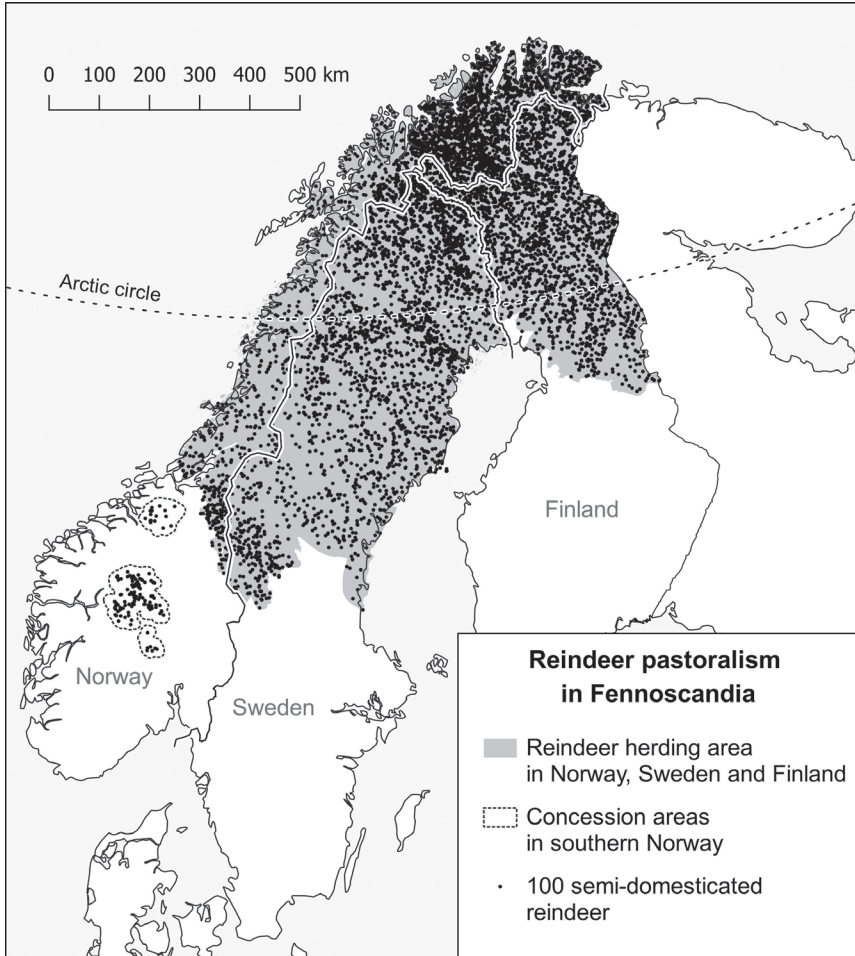 0 100 200 300 400 500 km
Arctic circle
Finland
Norway
Sweden
Reindeer pastoralism
in Fennoscandia
Reindeer herding area
in Norway, Sweden and Finland
Concession areas
in southern Norway
100 semi-domesticated
reindeer